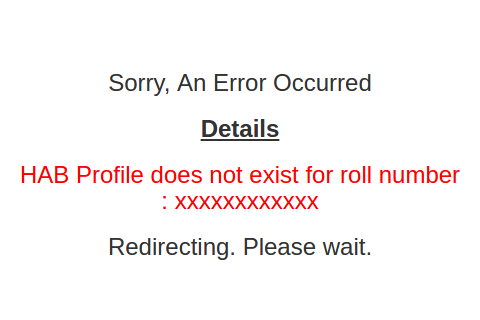 Sorry, An Error Occurred
Details
HAB Profile does not exist for roll number
: xxxxxxxxxxxx
Redirecting. Please wait.